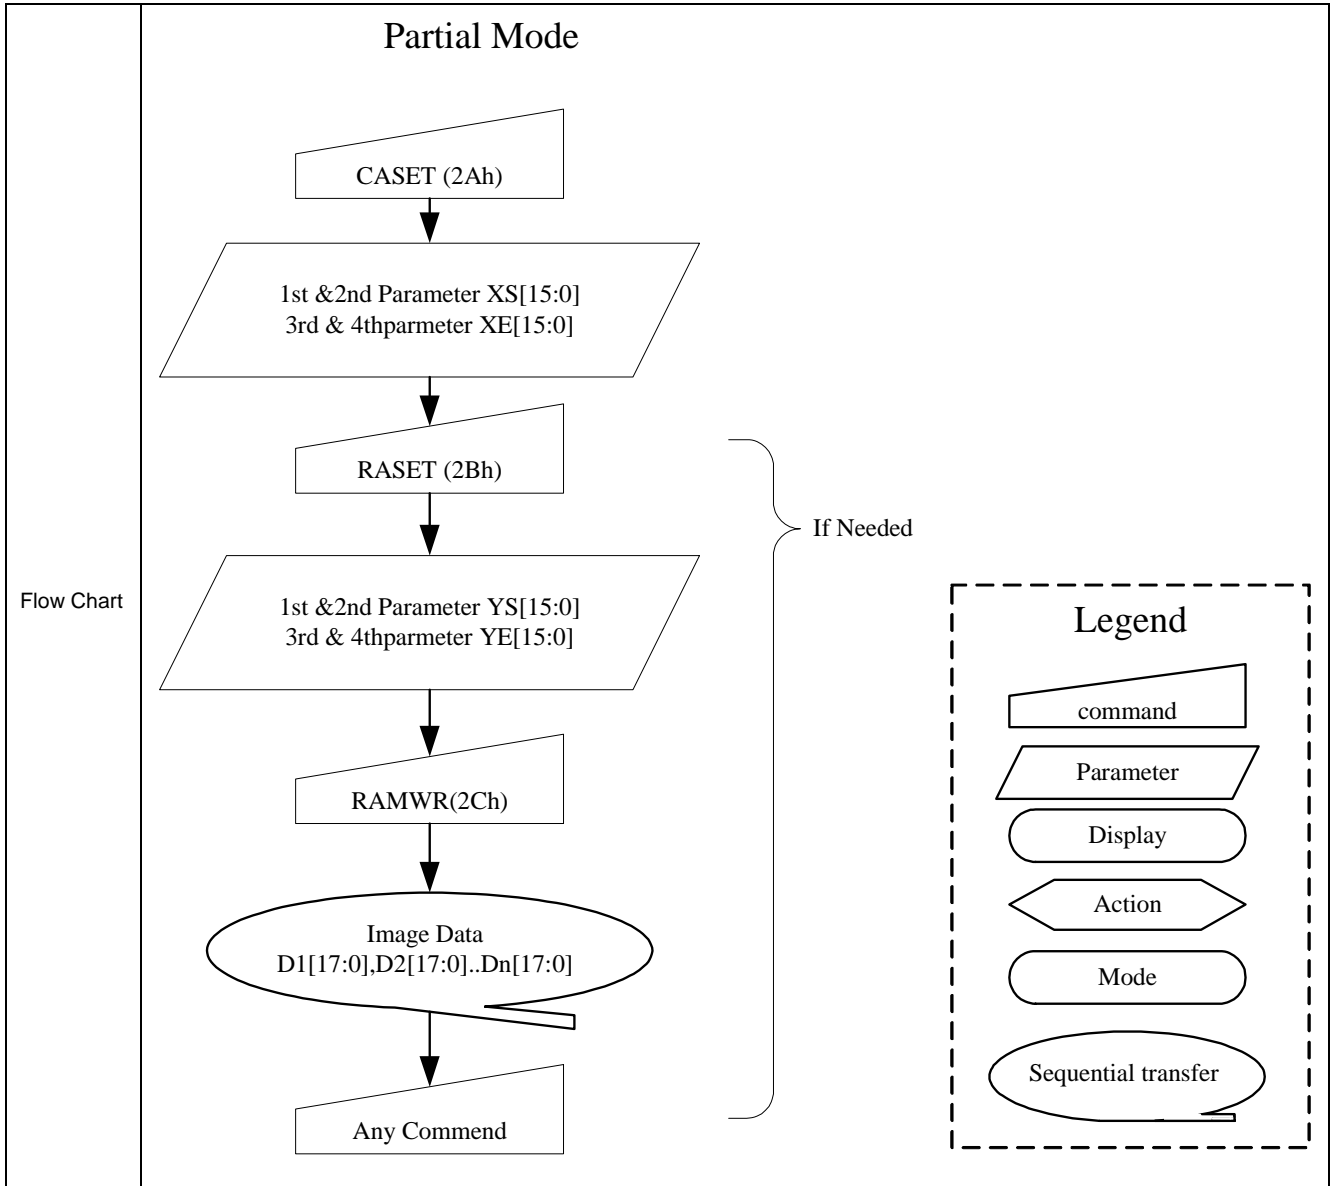 Partial Mode
CASET (2Ah)
1st &2nd Parameter XS[15:0]
3rd & 4thparmeter XE[15:0]
RASET (2Bh)
If Needed
1st &2nd Parameter YS[15:0]
3rd & 4thparmeter YE[15:0]
Flow Chart
RAMWR(2Ch)
Image Data
D1[17:0],D2[17:0]..Dn[17:0]
Any Commend
Legend
command
Parameter
Display
Action
Mode
Sequential transfer